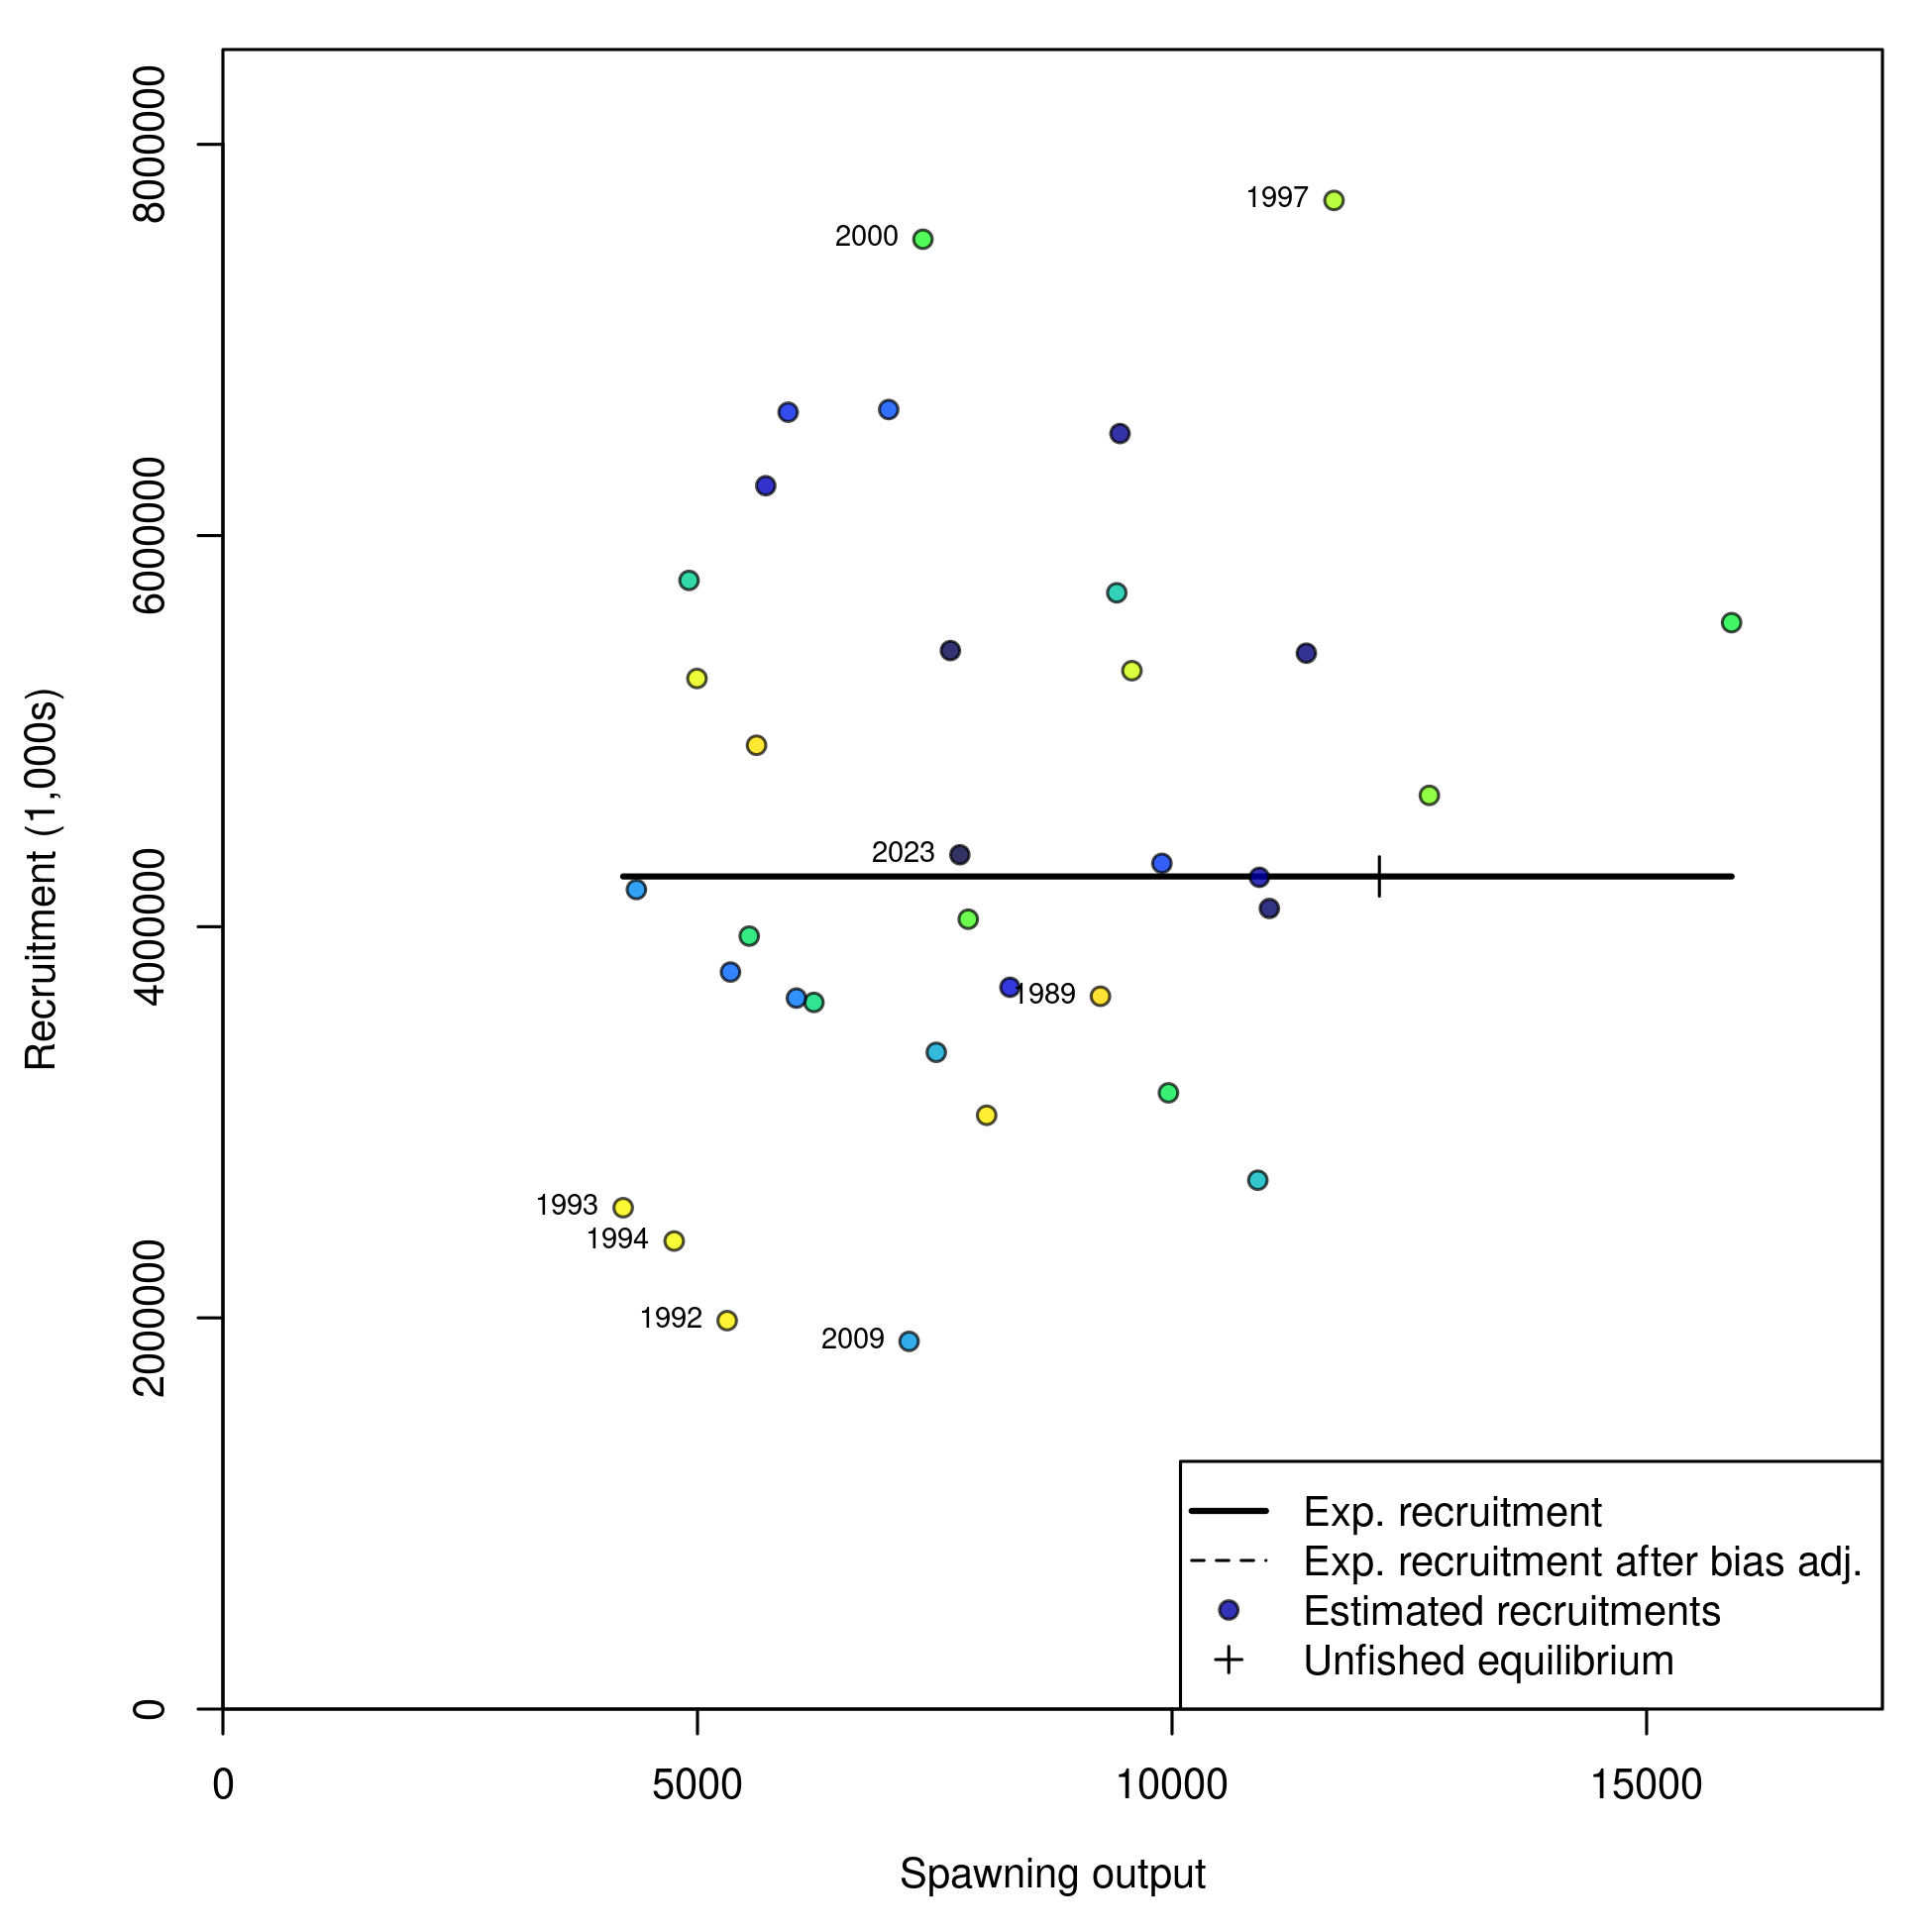 8000000
6000000
4000000
2000000
0
Recruitment (1,000s)
1997
2000
2023
1989
1993
1994
1992
2009
Exp. recruitment
Exp. recruitment after bias adj.
Estimated recruitments
Unfished equilibrium
0 5000 10000 15000
Spawning output